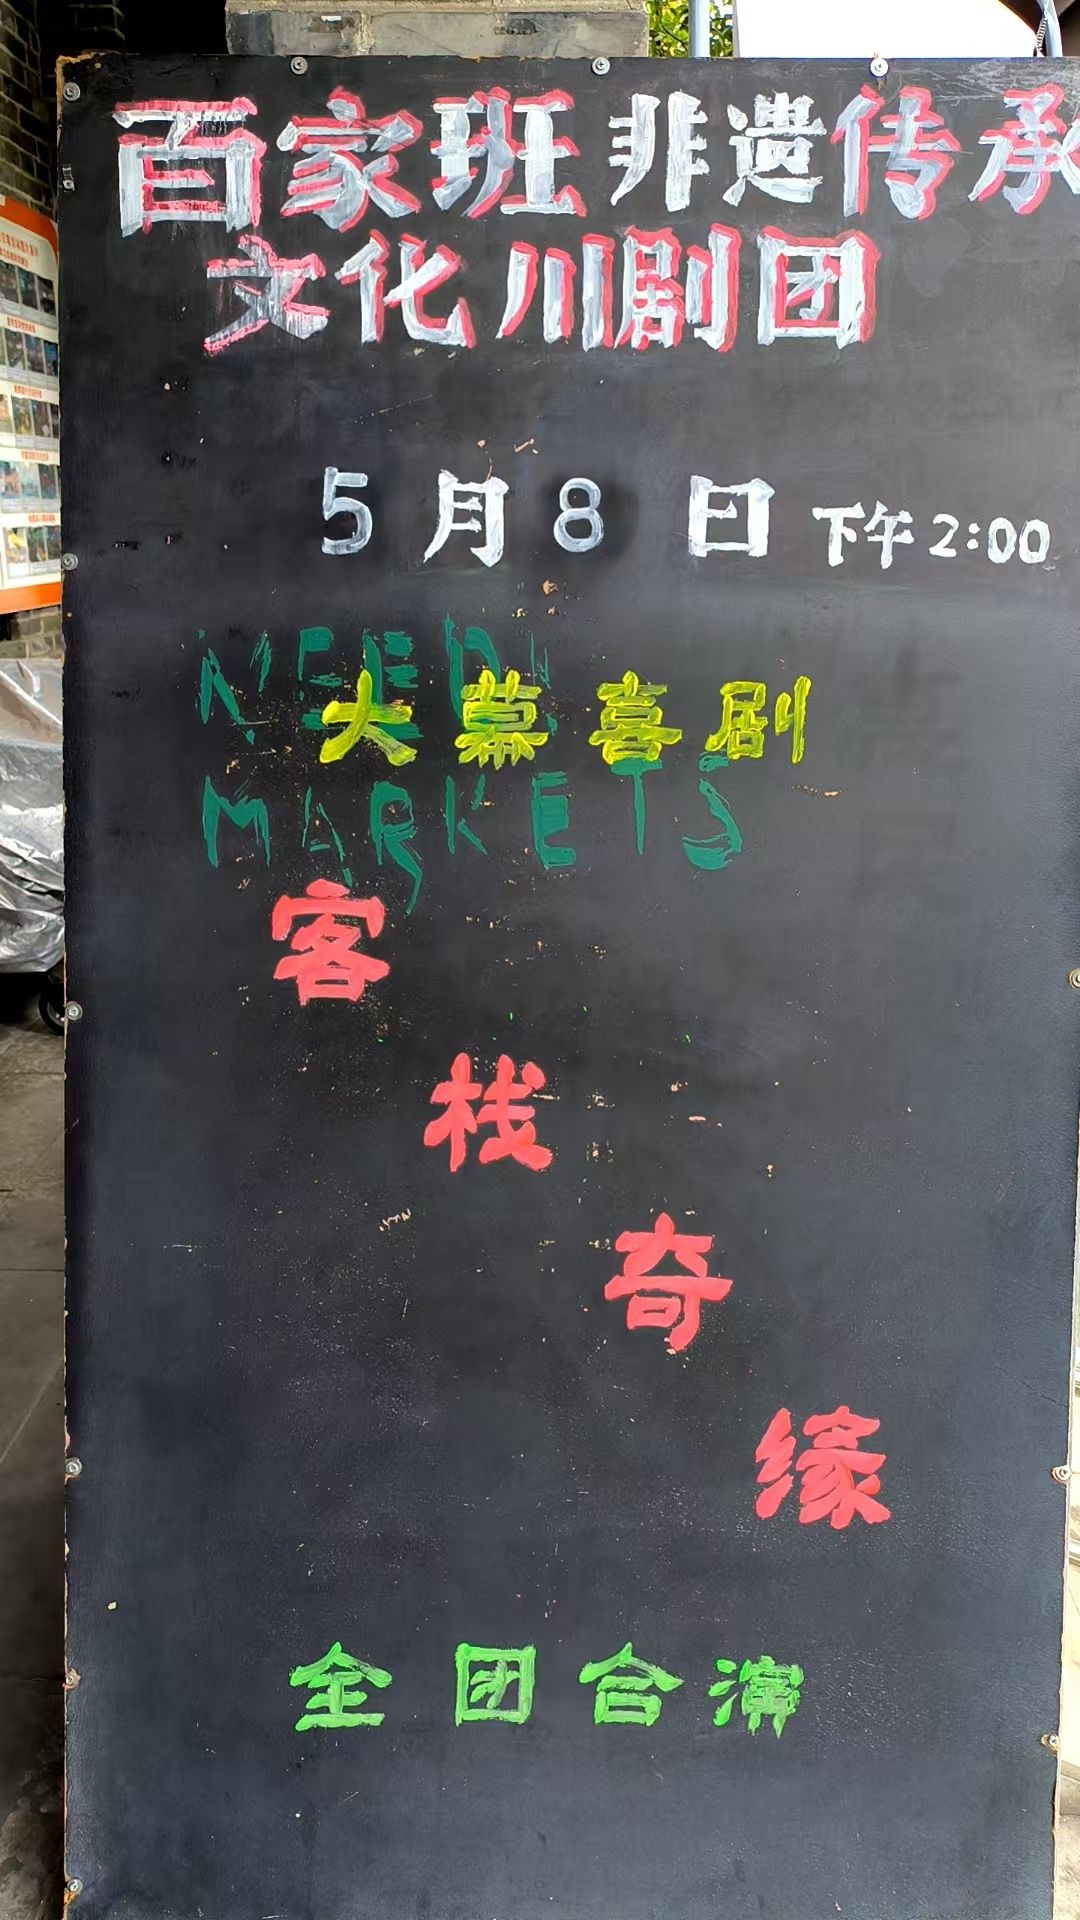 百家班非遗传承
文化川剧团
5月8日下午2:00
大幕喜剧
MARKETS
客
栈
奇
缘
全团合演